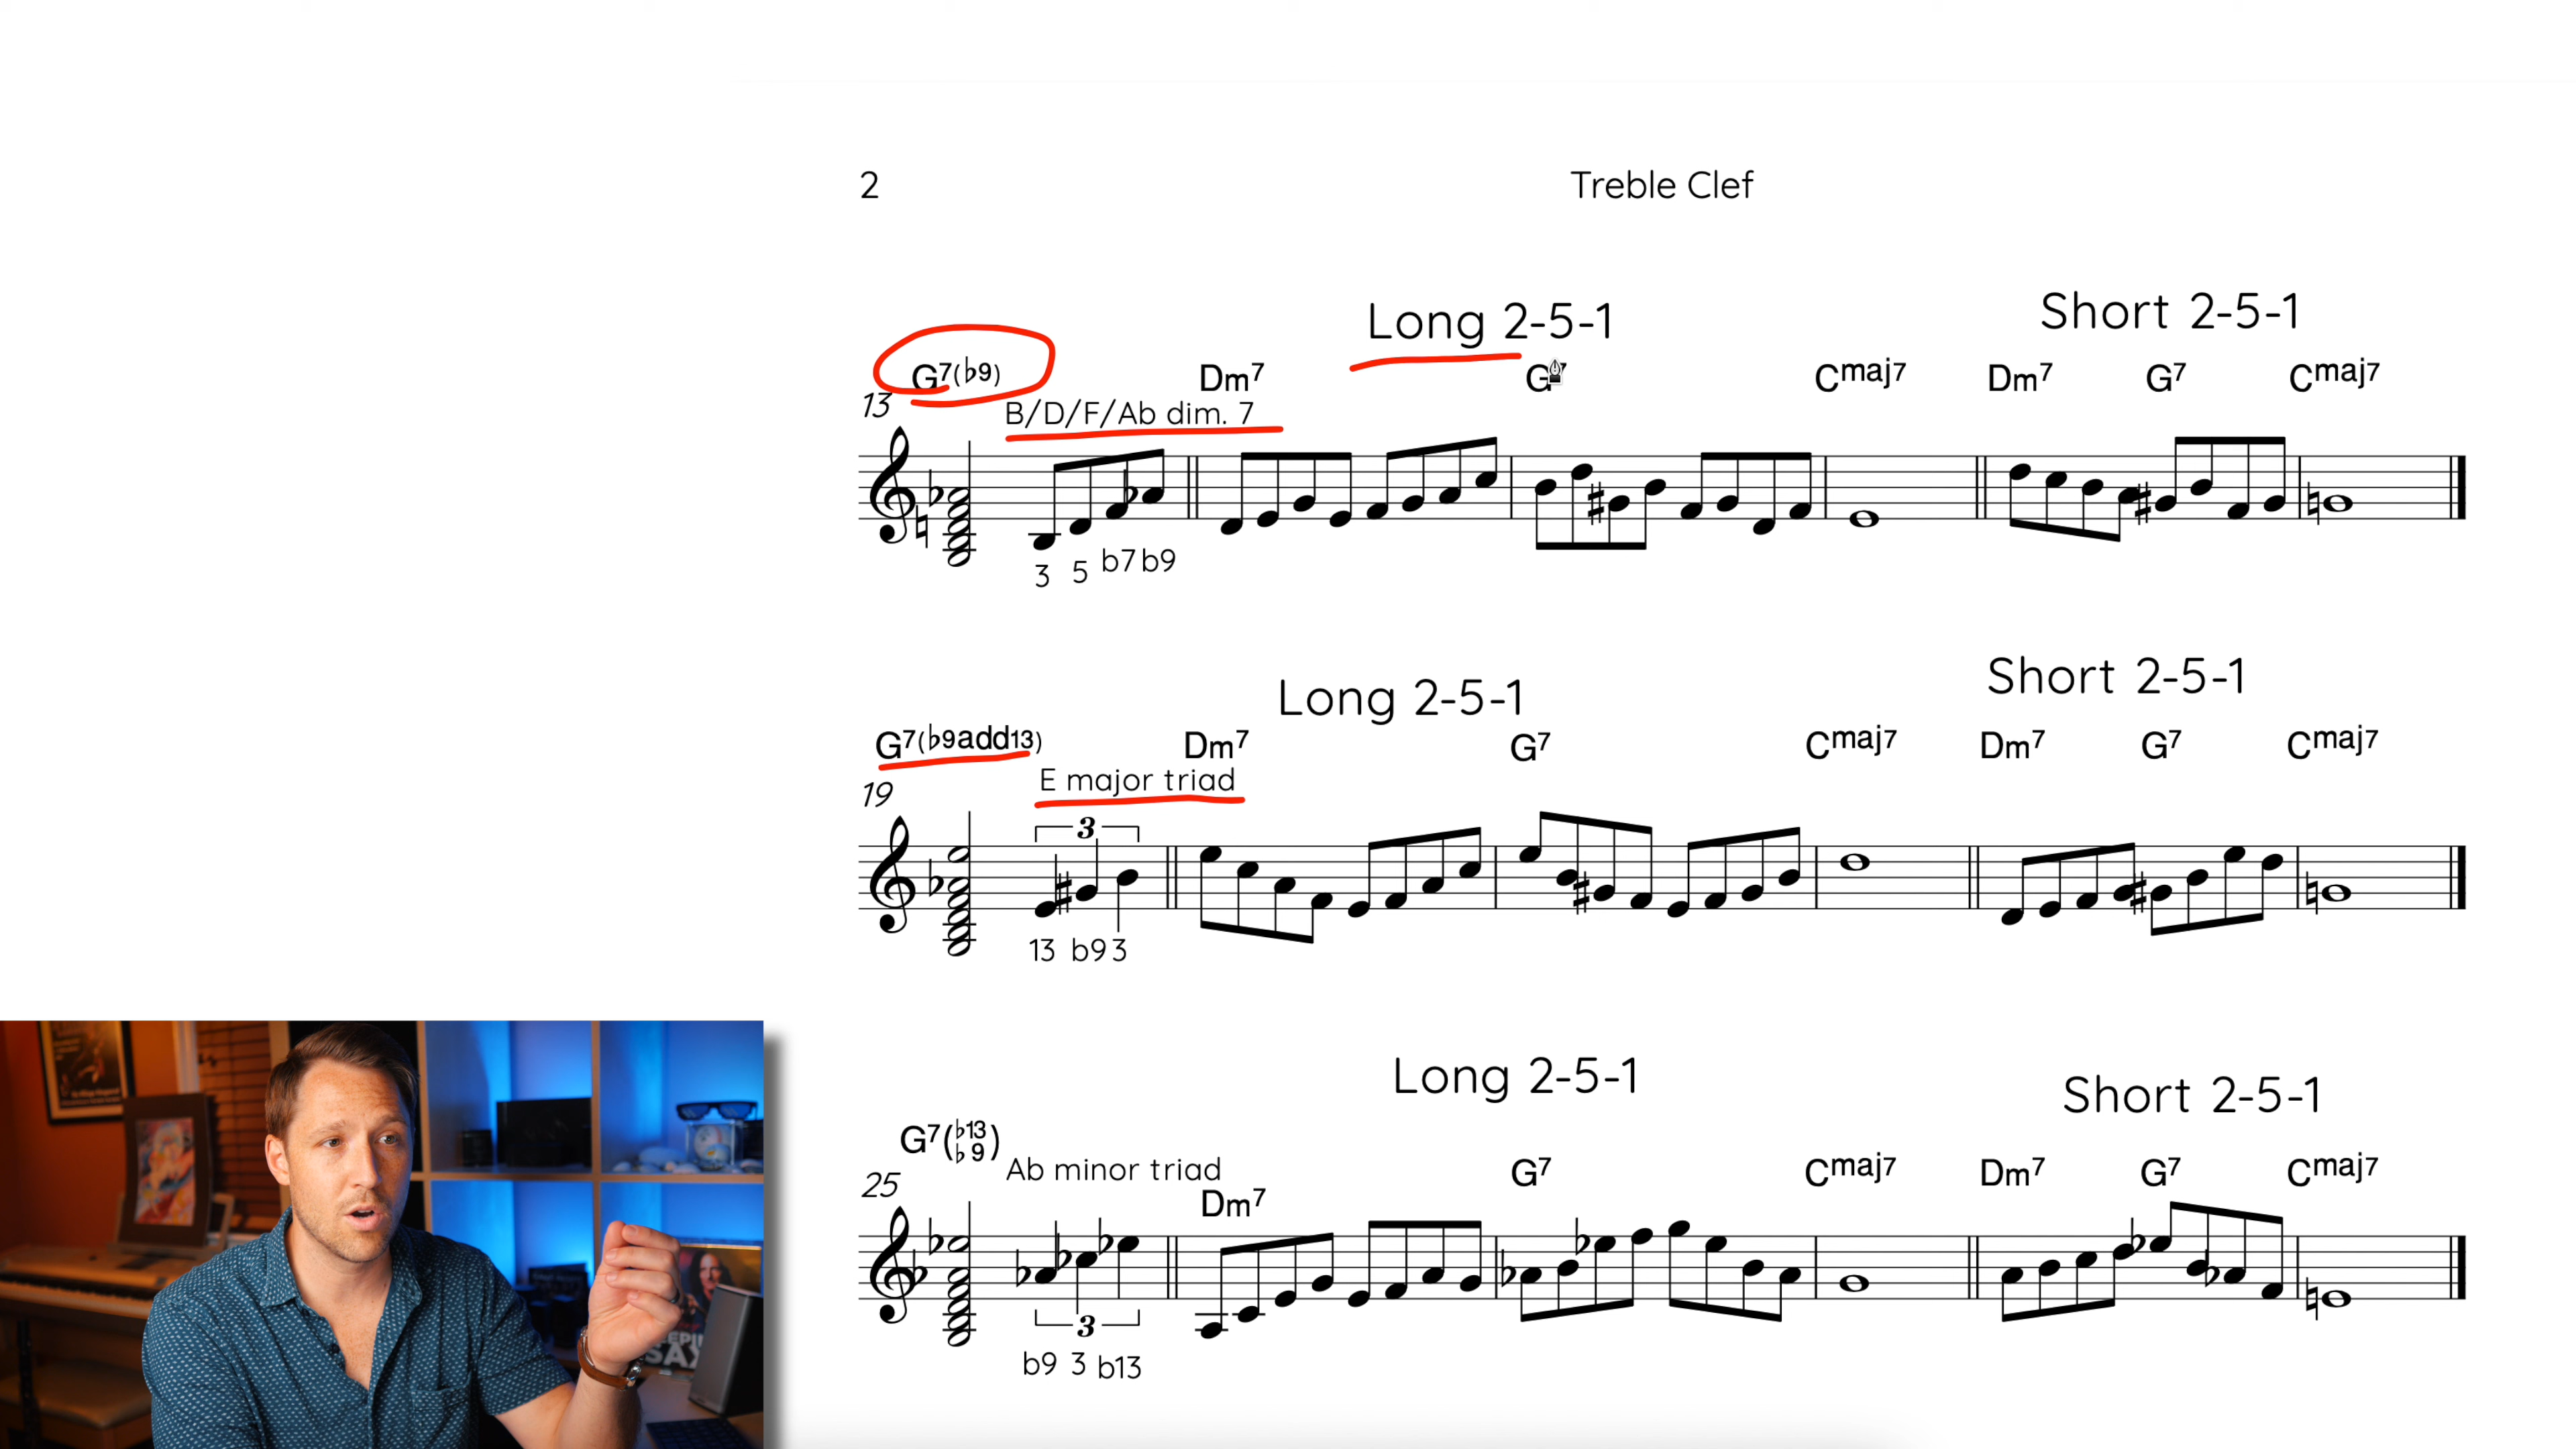 2 Treble Clef
Long 2-5-1 Short 2-5-1
G7(♭9) Dm7 G7 Cmaj7 Dm7 G7 Cmaj7
13 B/D/F/Ab dim. 7
3 5 b7 b9
Long 2-5-1 Short 2-5-1
G7(♭9add13) Dm7 G7 Cmaj7 Dm7 G7 Cmaj7
19 E major triad
3
13 b9 3
Long 2-5-1 Short 2-5-1
G7(♭13 ♭9) Ab minor triad G7 Cmaj7 Dm7 G7 Cmaj7
25 Dm7
3
b9 3 b13
SAX